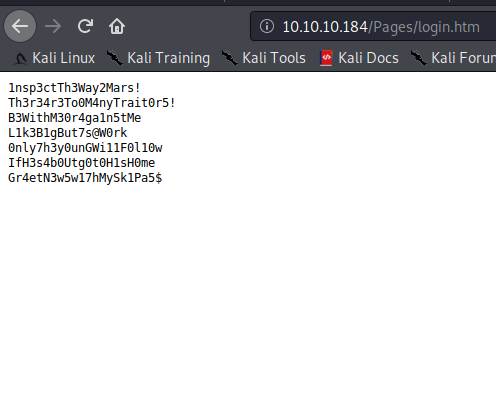 10.10.10.184/Pages/login.htm
Kali Linux Kali Training Kali Tools Kali Docs Kali Forum
1nsp3ctTh3Way2Mars!
Th3r34r3To0M4nyTrait0r5!
B3WithM30r4ga1n5tMe
L1k3B1gBut7s@W0rk
0nly7h3y0unGWi11F0l10w
IfH3s4b0Utg0t0H1sH0me
Gr4etN3w5w17hMySk1Pa5$